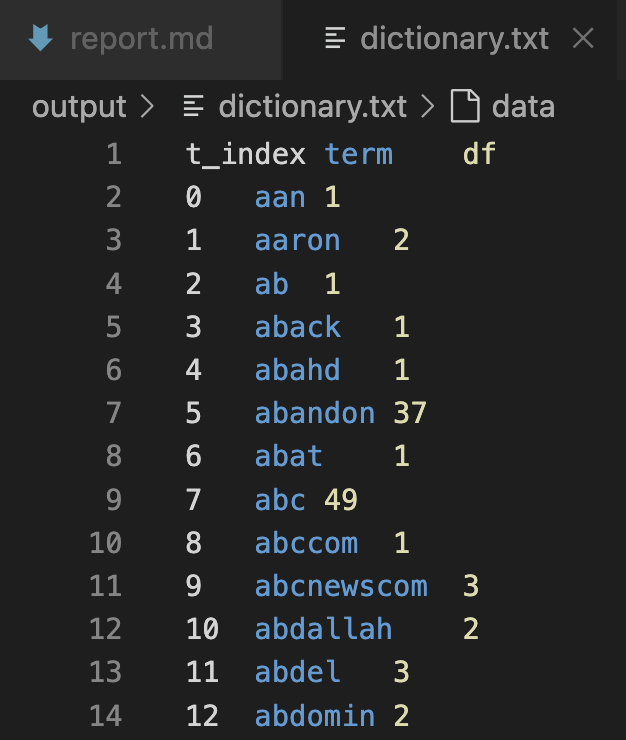 report.md dictionary.txt
output > dictionary.txt > data
1 t_index term df
2 0 aan 1
3 1 aaron 2
4 2 ab 1
5 3 aback 1
6 4 abahd 1
7 5 abandon 37
8 6 abat 1
9 7 abc 49
10 8 abccom 1
11 9 abcnewscom 3
12 10 abdallah 2
13 11 abdel 3
14 12 abdomin 2